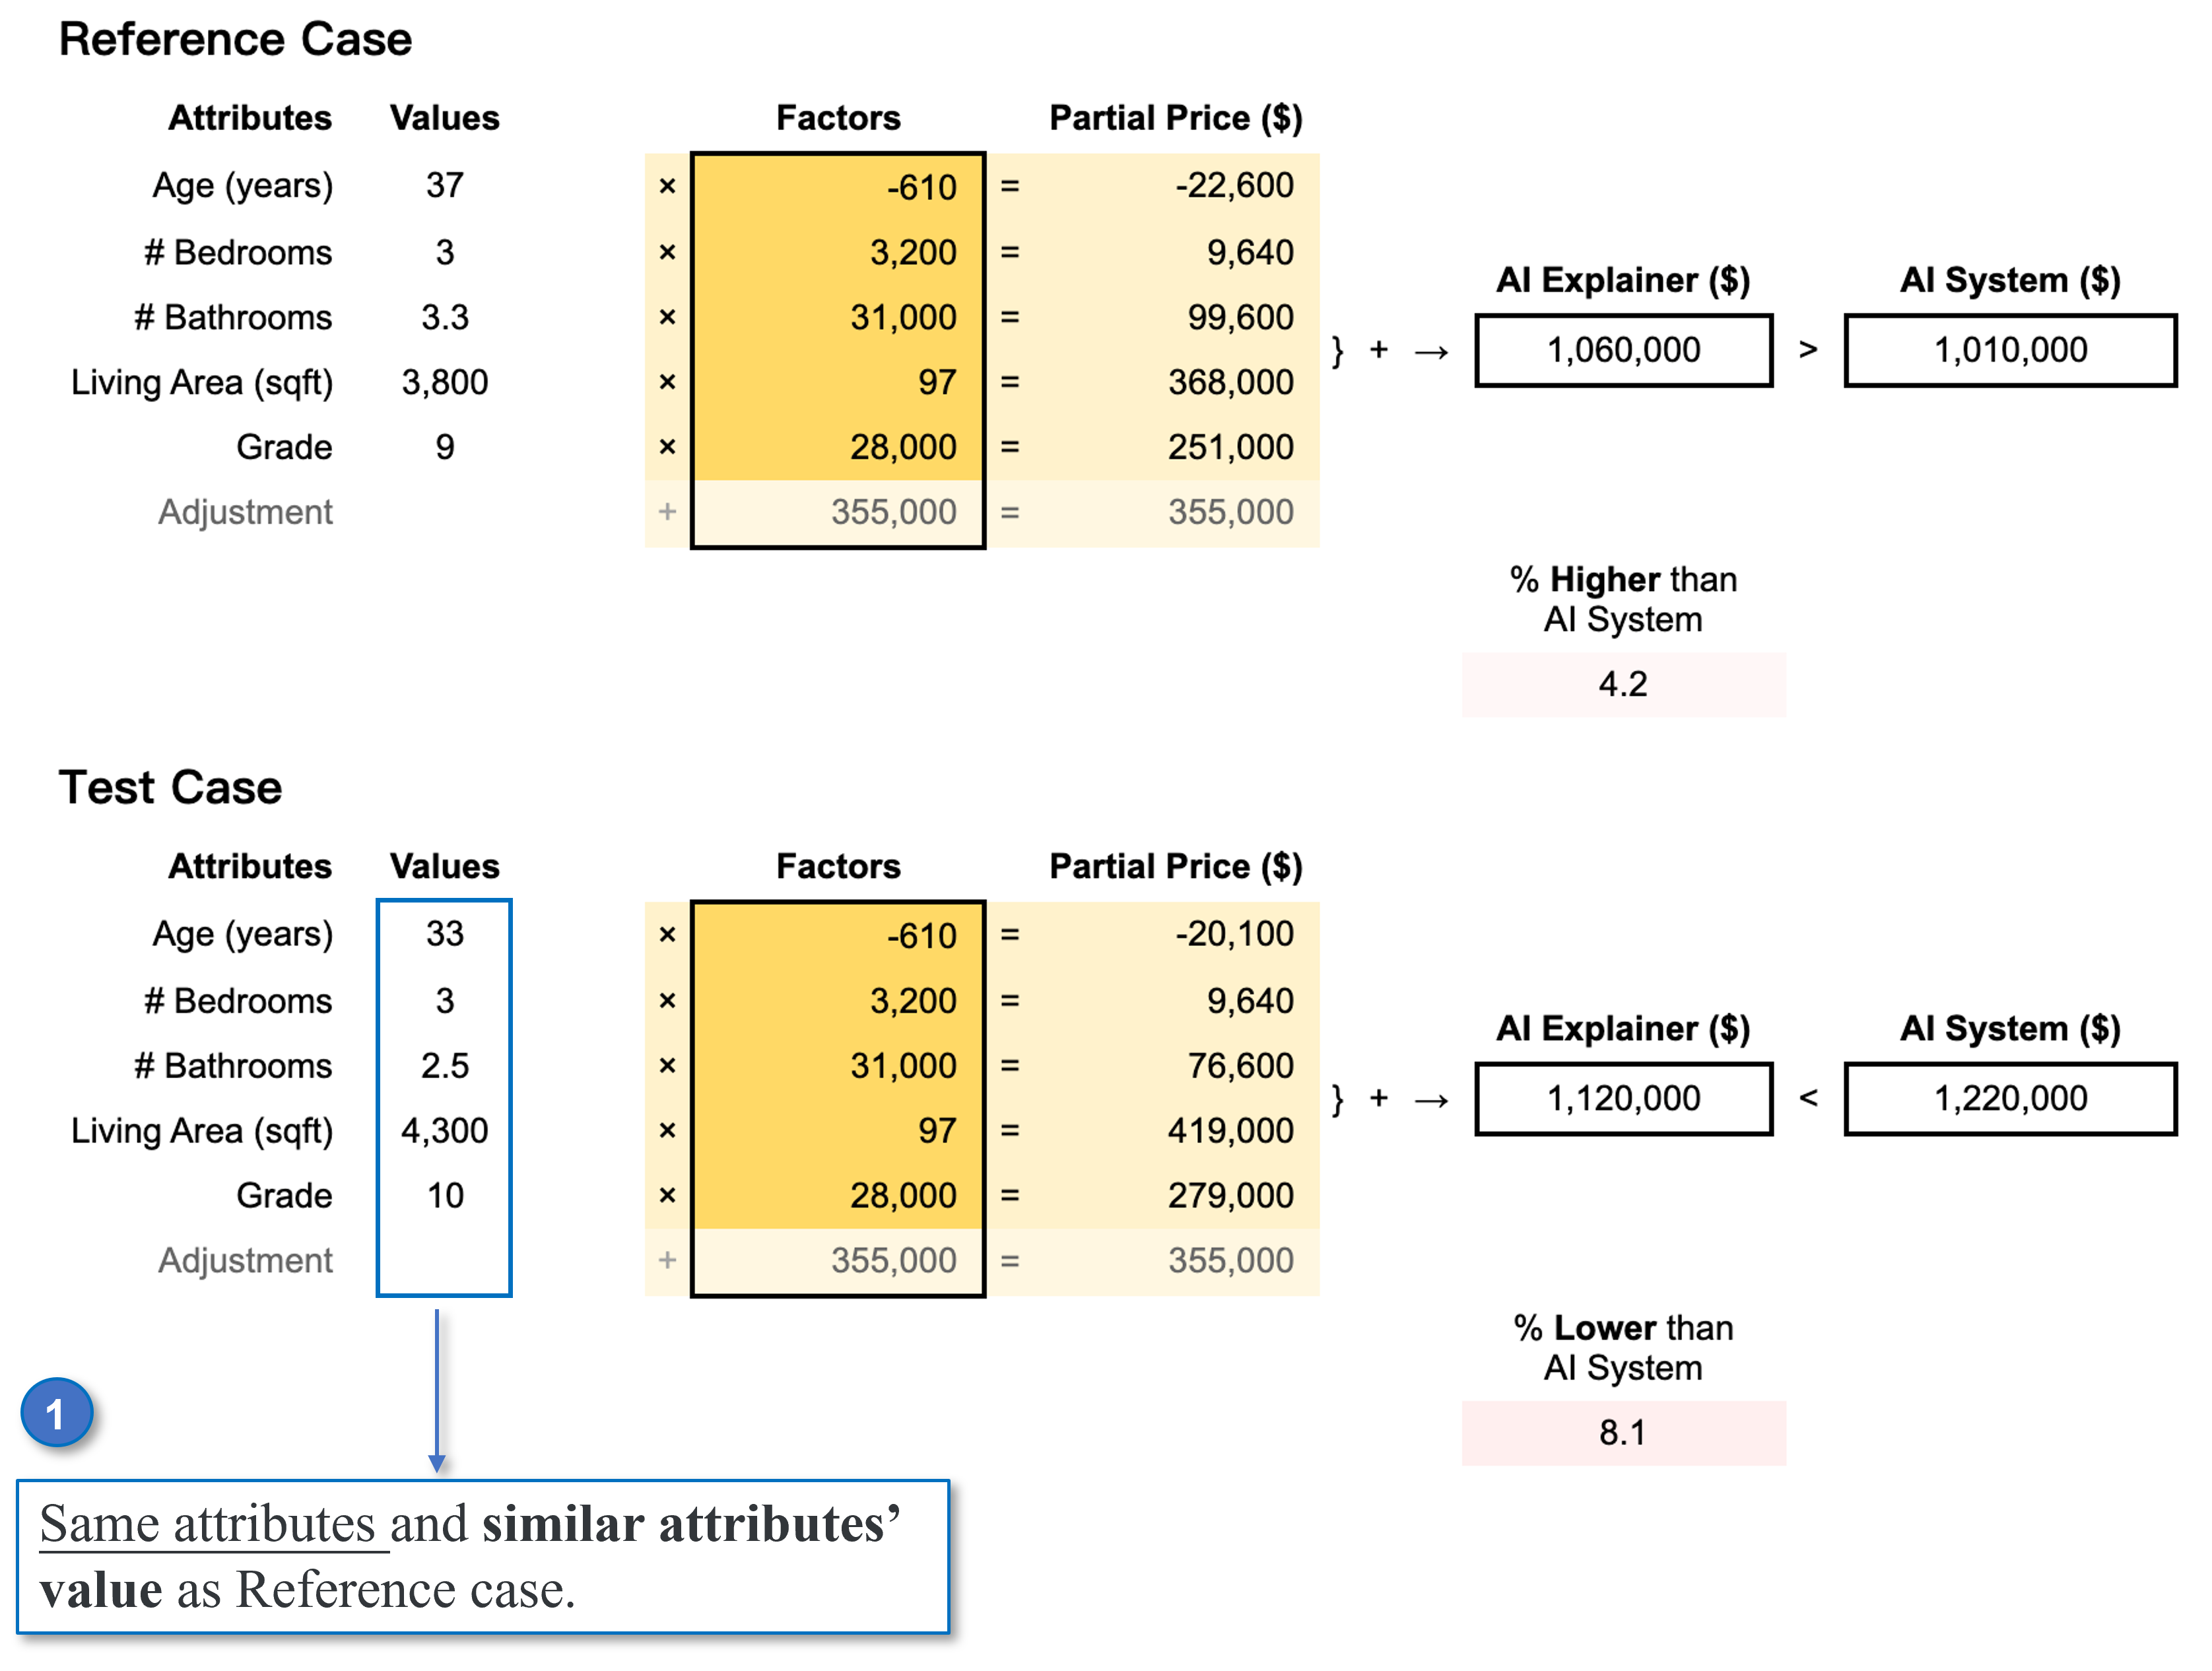 Reference Case
Attributes Values Factors Partial Price ($)
Age (years) 37 × -610 = -22,600
# Bedrooms 3 × 3,200 = 9,640
AI Explainer ($) AI System ($)
# Bathrooms 3.3 × 31,000 = 99,600
} + → 1,060,000 > 1,010,000
Living Area (sqft) 3,800 × 97 = 368,000
Grade 9 × 28,000 = 251,000
Adjustment + 355,000 = 355,000
% Higher than
AI System
4.2
Test Case
Attributes Values Factors Partial Price ($)
Age (years) 33 × -610 = -20,100
# Bedrooms 3 × 3,200 = 9,640
AI Explainer ($) AI System ($)
# Bathrooms 2.5 × 31,000 = 76,600
} + → 1,120,000 < 1,220,000
Living Area (sqft) 4,300 × 97 = 419,000
Grade 10 × 28,000 = 279,000
Adjustment + 355,000 = 355,000
% Lower than
AI System
8.1
1
Same attributes and similar attributes’
value as Reference case.